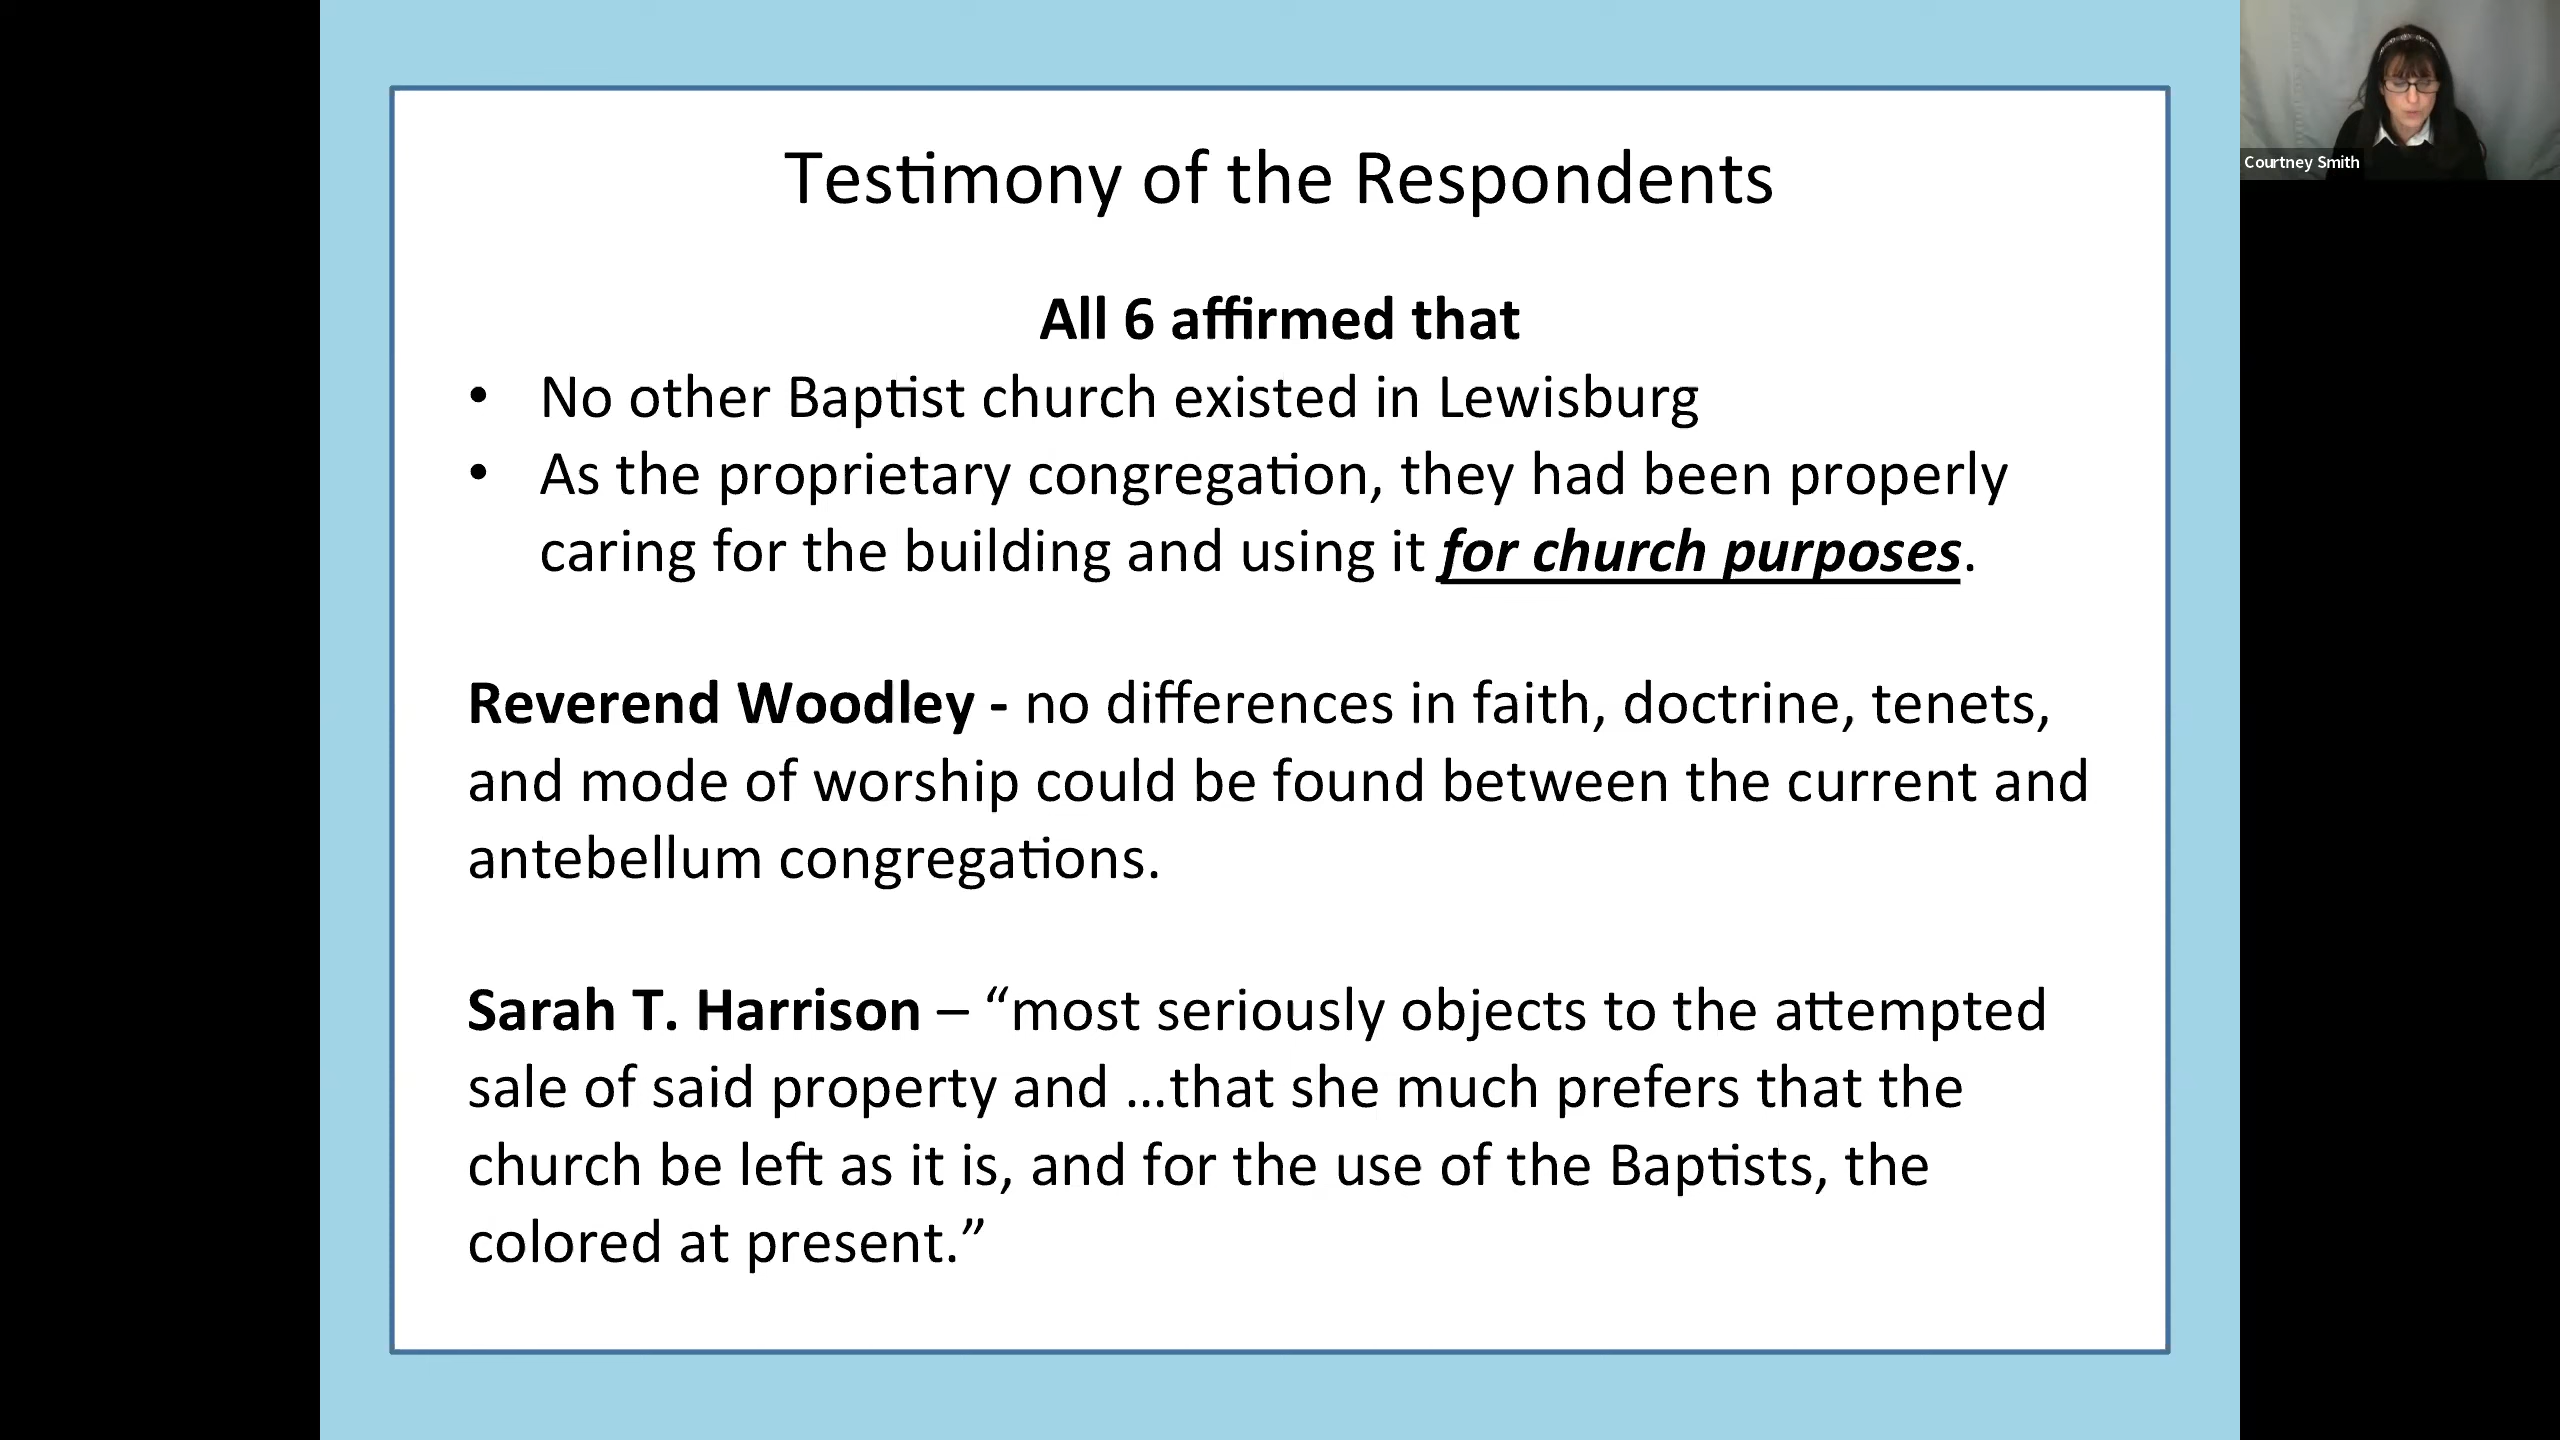 Testimony of the Respondents
All 6 affirmed that
• No other Baptist church existed in Lewisburg
• As the proprietary congregation, they had been properly
caring for the building and using it for church purposes.
Reverend Woodley - no differences in faith, doctrine, tenets,
and mode of worship could be found between the current and
antebellum congregations.
Sarah T. Harrison – “most seriously objects to the attempted
sale of said property and …that she much prefers that the
church be left as it is, and for the use of the Baptists, the
colored at present.”
Courtney Smith